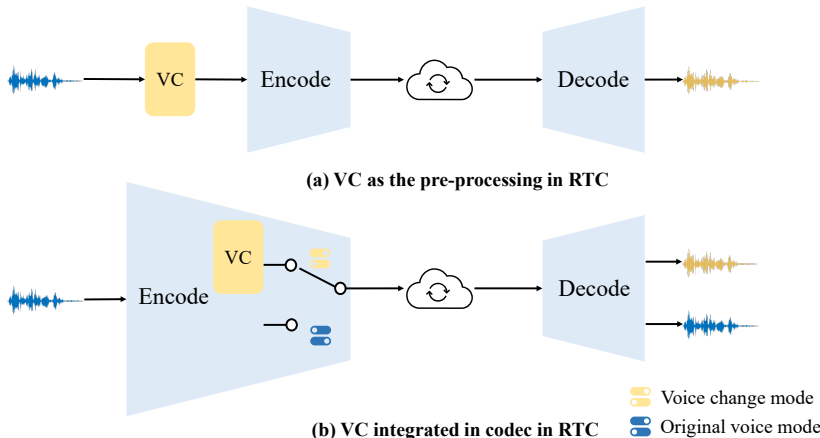 VC
Encode
Decode
(a) VC as the pre-processing in RTC
VC
Encode
Decode
Voice change mode
Original voice mode
(b) VC integrated in codec in RTC